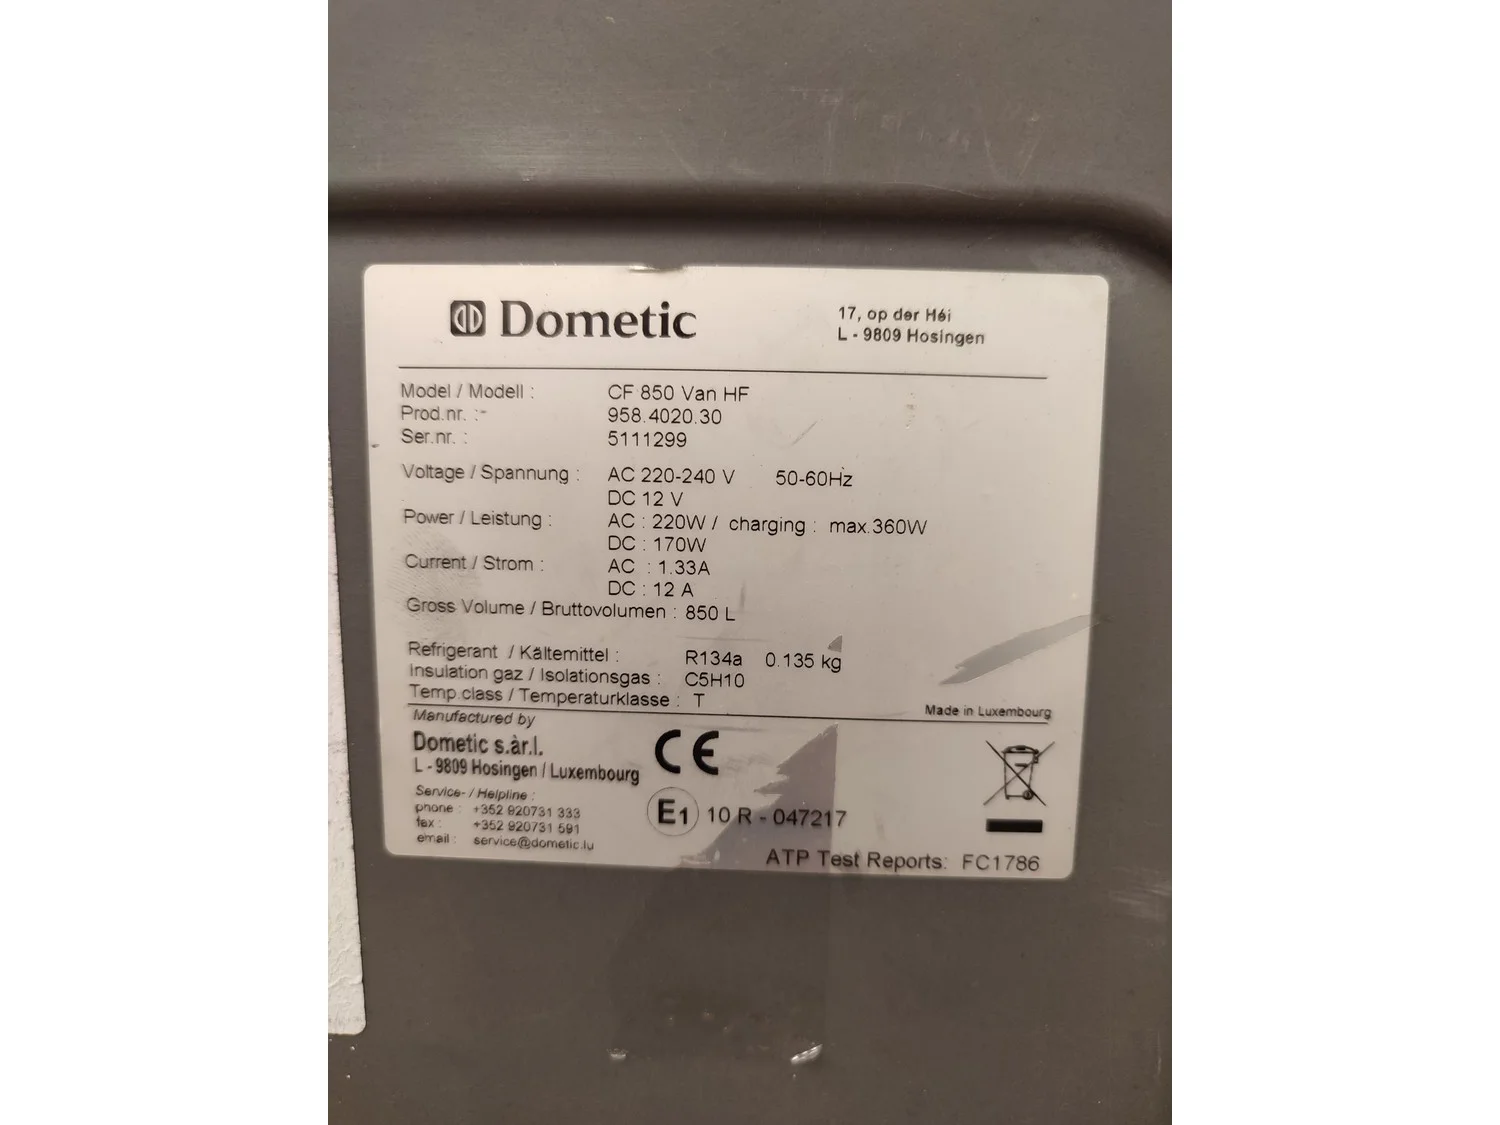 Dometic
17, op der Héi
L - 9809 Hosingen
Model / Modell : CF 850 Van HF
Prod.nr. :- 958.4020.30
Ser.nr. : 5111299
Voltage / Spannung : AC 220-240 V 50-60Hz
DC 12 V
Power / Leistung : AC : 220W / charging : max.360W
DC : 170W
Current / Strom : AC : 1.33A
DC : 12 A
Gross Volume / Bruttovolumen : 850 L
Refrigerant / Kältemittel : R134a 0.135 kg
Insulation gaz / Isolationsgas : C5H10
Temp.class / Temperaturklasse : T
Made in Luxembourg
Manufactured by
Dometic s.àr.l.
L - 9809 Hosingen / Luxembourg
Service- / Helpline :
phone : +352 920731 333
fax : +352 920731 591
email : service@dometic.lu
CE
E1 10 R - 047217
ATP Test Reports: FC1786